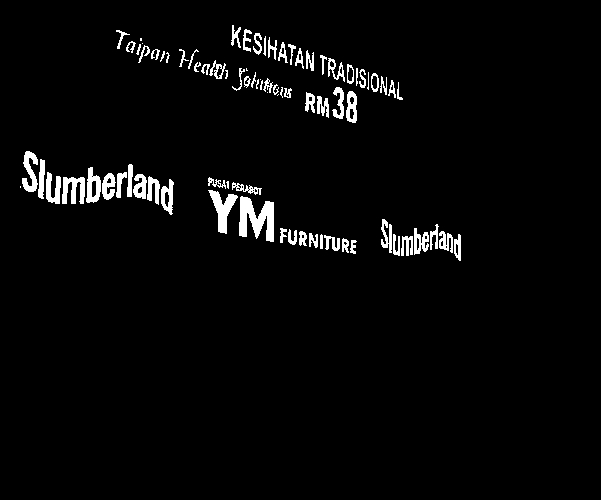 KESIHATAN TRADISIONAL
Taipan Health Solutions
RM38
Slumberland
PUSAT PERABOT
YM FURNITURE
Slumberland